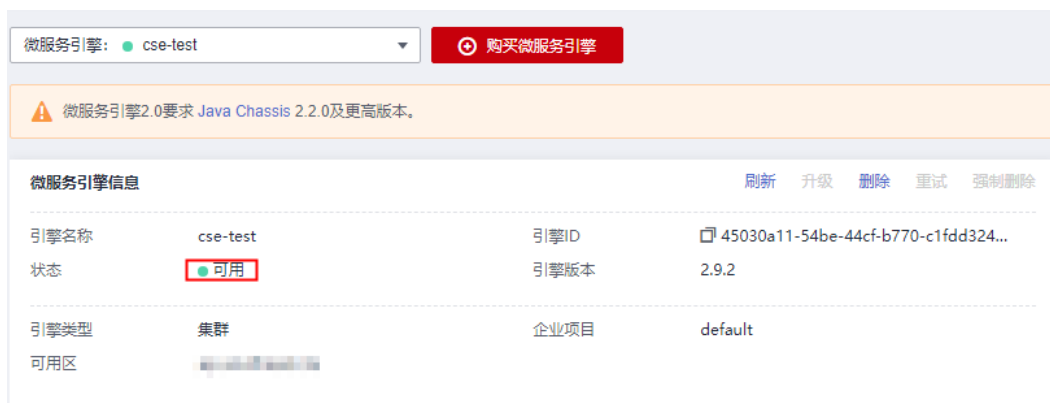 微服务引擎: cse-test 购买微服务引擎
微服务引擎2.0要求 Java Chassis 2.2.0及更高版本。
微服务引擎信息 刷新 升级 删除 重试 强制删除
引擎名称 cse-test 引擎ID 45030a11-54be-44cf-b770-c1fdd324...
状态 可用 引擎版本 2.9.2
引擎类型 集群 企业项目 default
可用区